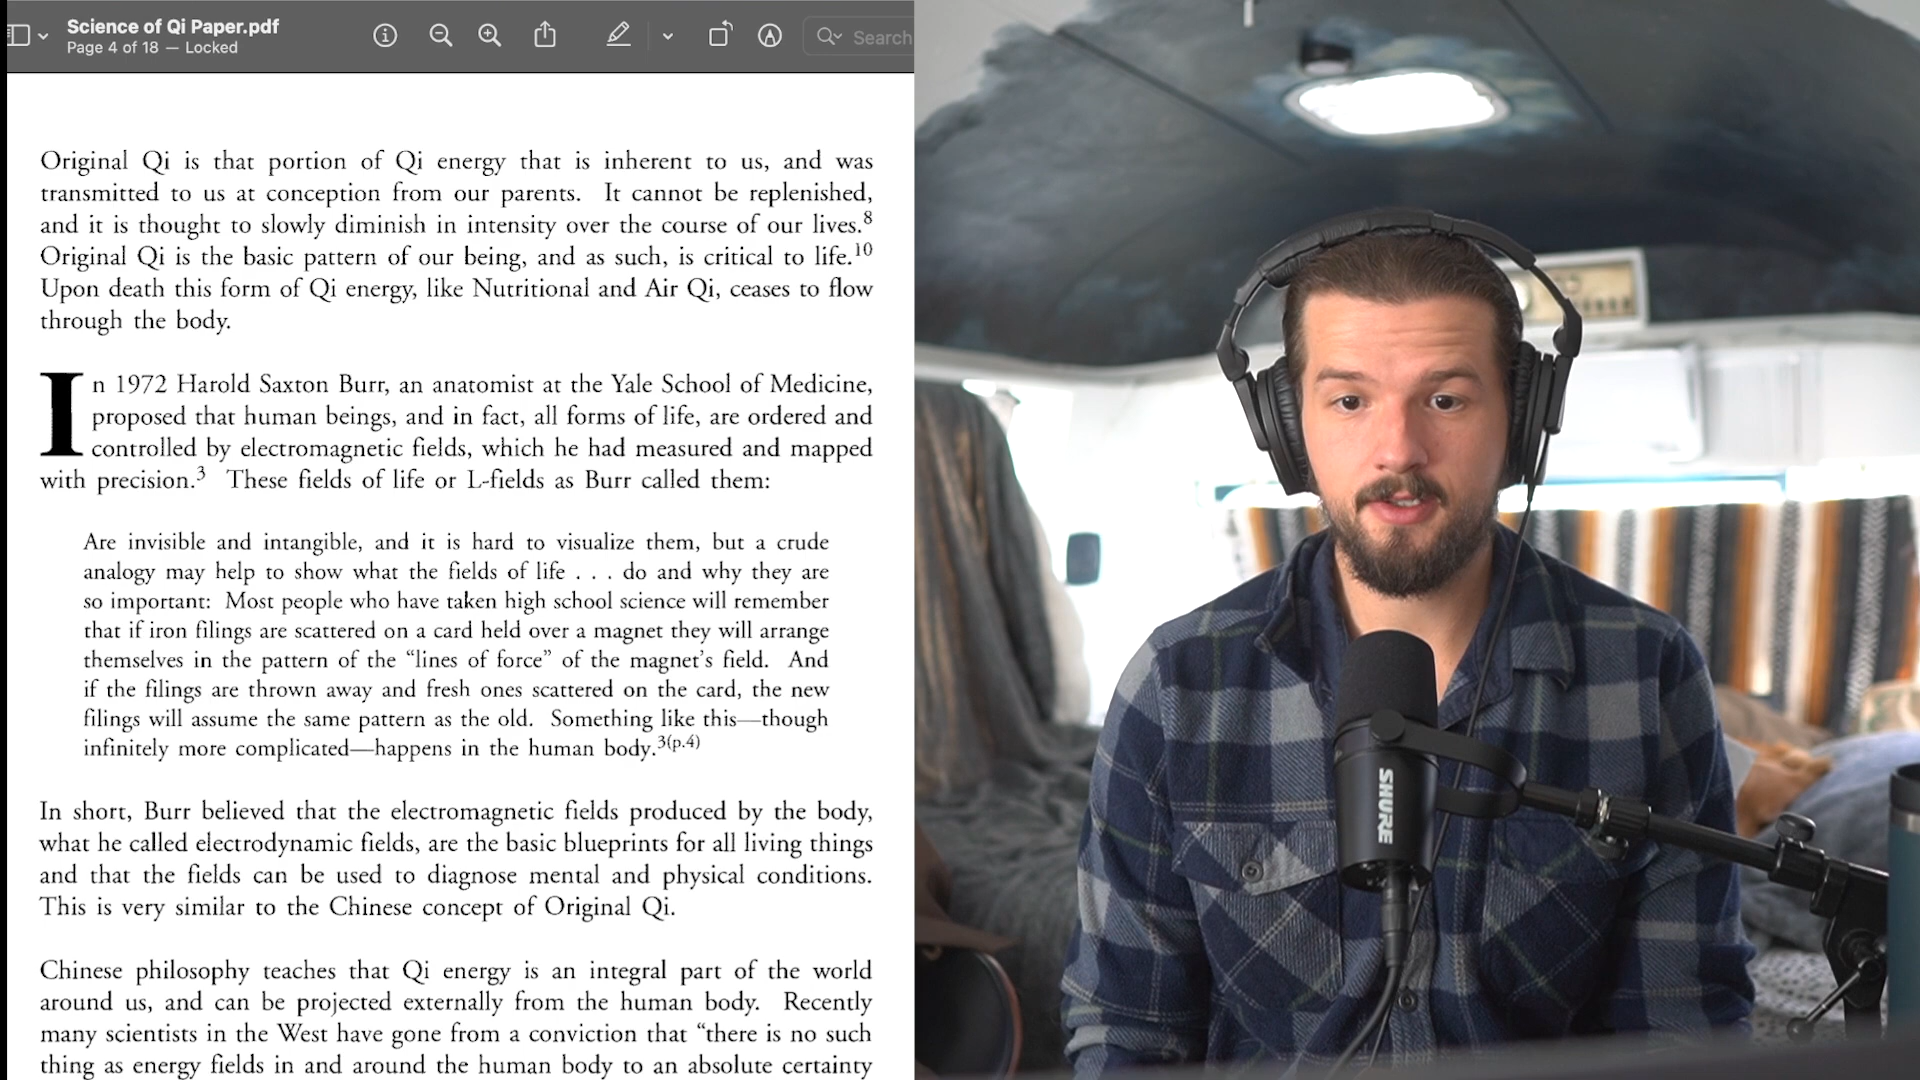 Science of Qi Paper.pdf
Page 4 of 18 — Locked
Search
Original Qi is that portion of Qi energy that is inherent to us, and was
transmitted to us at conception from our parents. It cannot be replenished,
and it is thought to slowly diminish in intensity over the course of our lives.8
Original Qi is the basic pattern of our being, and as such, is critical to life.10
Upon death this form of Qi energy, like Nutritional and Air Qi, ceases to flow
through the body.
In 1972 Harold Saxton Burr, an anatomist at the Yale School of Medicine,
proposed that human beings, and in fact, all forms of life, are ordered and
controlled by electromagnetic fields, which he had measured and mapped
with precision.3 These fields of life or L-fields as Burr called them:
Are invisible and intangible, and it is hard to visualize them, but a crude
analogy may help to show what the fields of life . . . do and why they are
so important: Most people who have taken high school science will remember
that if iron filings are scattered on a card held over a magnet they will arrange
themselves in the pattern of the “lines of force” of the magnet’s field. And
if the filings are thrown away and fresh ones scattered on the card, the new
filings will assume the same pattern as the old. Something like this—though
infinitely more complicated—happens in the human body.3(p.4)
In short, Burr believed that the electromagnetic fields produced by the body,
what he called electrodynamic fields, are the basic blueprints for all living things
and that the fields can be used to diagnose mental and physical conditions.
This is very similar to the Chinese concept of Original Qi.
Chinese philosophy teaches that Qi energy is an integral part of the world
around us, and can be projected externally from the human body. Recently
many scientists in the West have gone from a conviction that “there is no such
thing as energy fields in and around the human body to an absolute certainty
SHURE